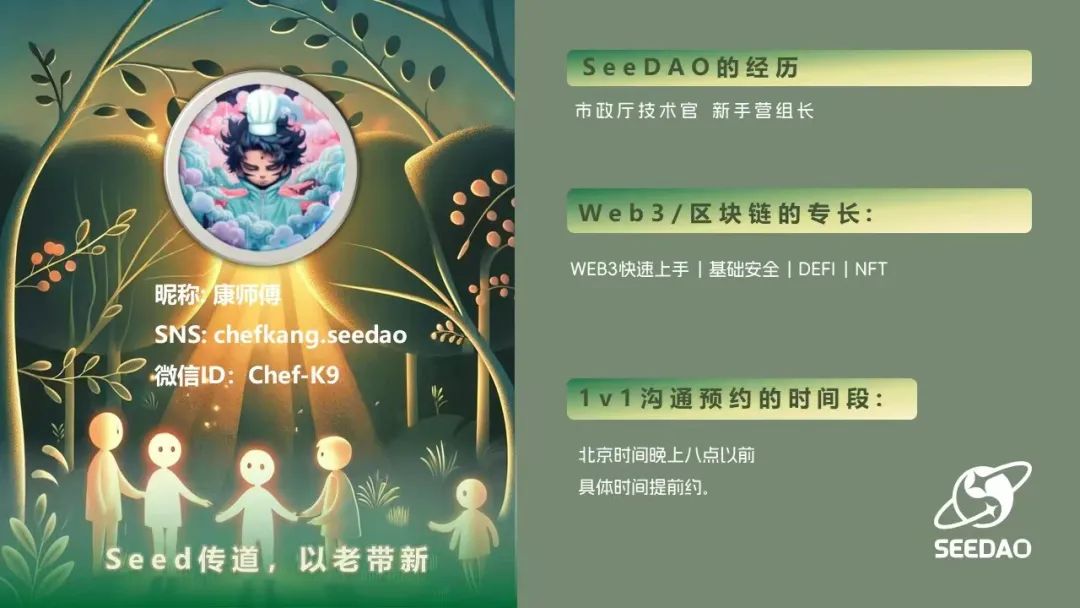 昵称: 康师傅
SNS: chefkang.seedao
微信ID：Chef-K9
Seed传道，以老带新
SeeDAO的经历
市政厅技术官 新手营组长
Web3/区块链的专长:
WEB3快速上手｜基础安全｜DEFI｜NFT
1v1沟通预约的时间段:
北京时间晚上八点以前
具体时间提前约。
SEEDAO